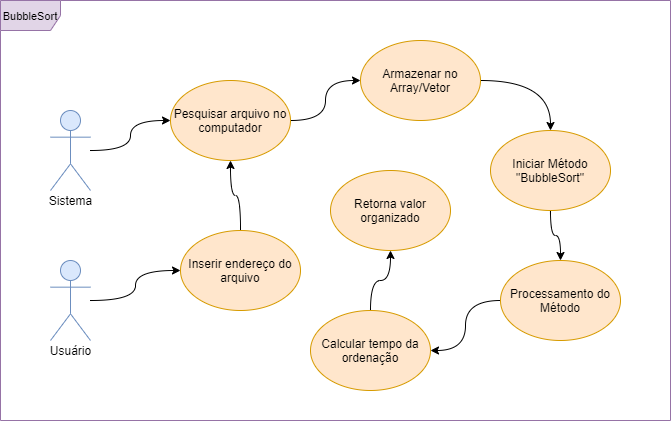 BubbleSort
Armazenar no
Array/Vetor
Pesquisar arquivo no
computador
Iniciar Método
"BubbleSort"
Sistema
Retorna valor
organizado
Inserir endereço do
arquivo
Processamento do
Método
Usuário
Calcular tempo da
ordenação